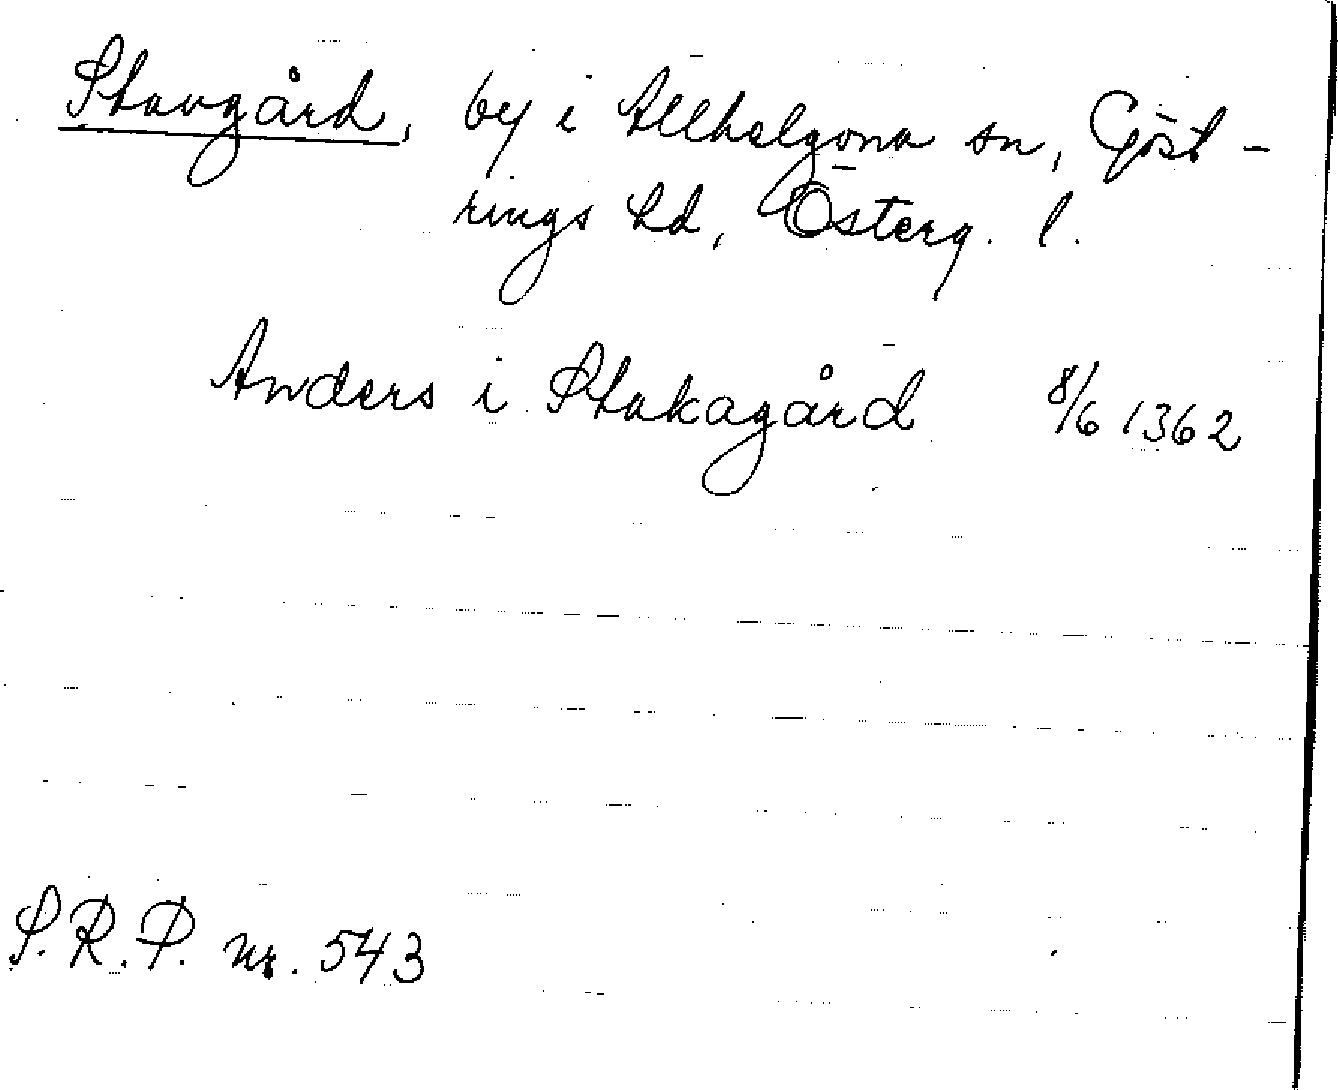 Stavgård, by i Allhelgona sn, Göst-
rings hd, Österg. l.
Anders i Stakagård 8/6 1362
S.R.P. nr. 543